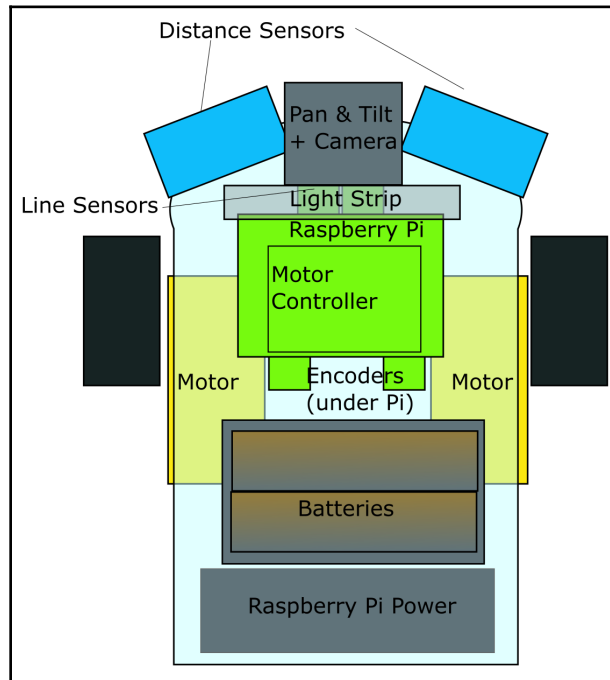 Distance Sensors
Pan & Tilt
+ Camera
Line Sensors
Light Strip
Raspberry Pi
Motor
Controller
Motor
Encoders
(under Pi)
Motor
Batteries
Raspberry Pi Power